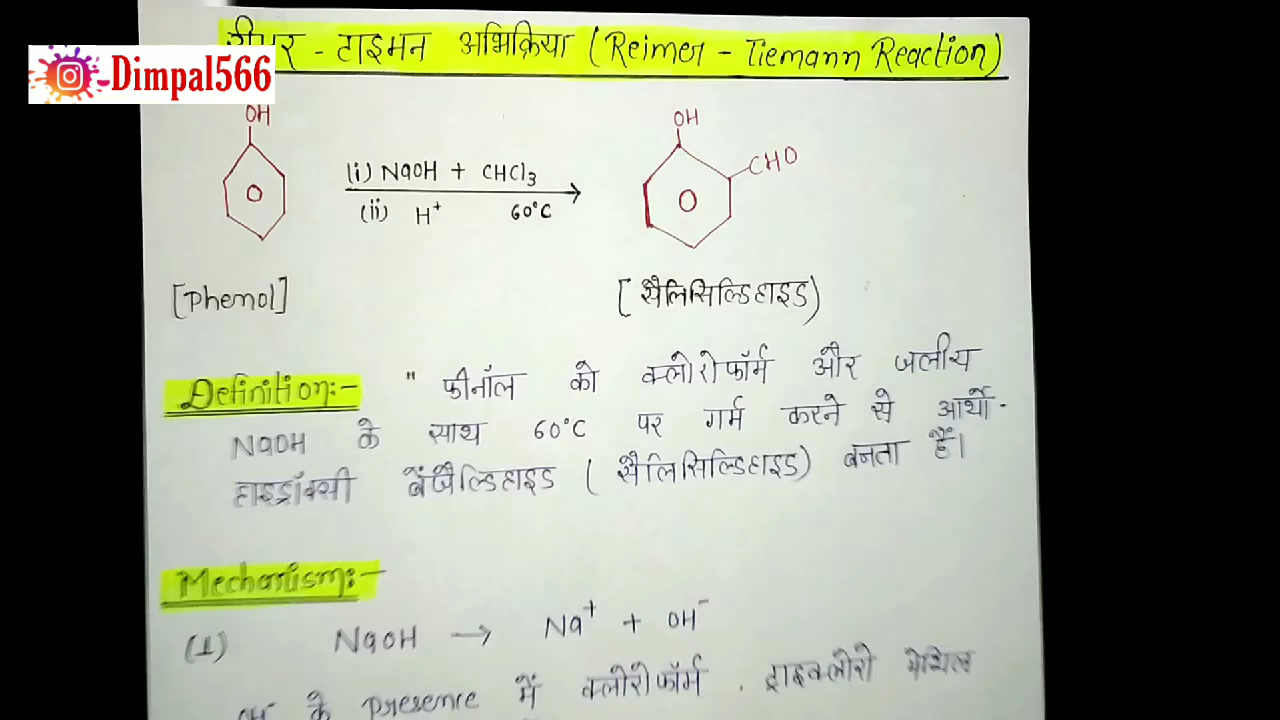 Dimpal566
टाइमन अभिक्रिया (Reimer - Tiemann Reaction)
OH
OH
CHO
(i) NaOH + CHCl₃
(ii) H⁺ 60°C
[Phenol]
[सैलिसिल्डिहाइड)
Definition:- " फीनॉल को क्लोरोफॉर्म और जलीय
NaOH के साथ 60°C पर गर्म करने से आर्थो-
हाइड्रॉक्सी बेंजैल्डिहाइड (सैलिसिल्डिहाइड) बनता हैं।
Mechanism:-
(1) NaOH → Na⁺ + OH⁻
OH⁻ के presence में क्लोरोफॉर्म, ट्राइक्लोरो मेथिल